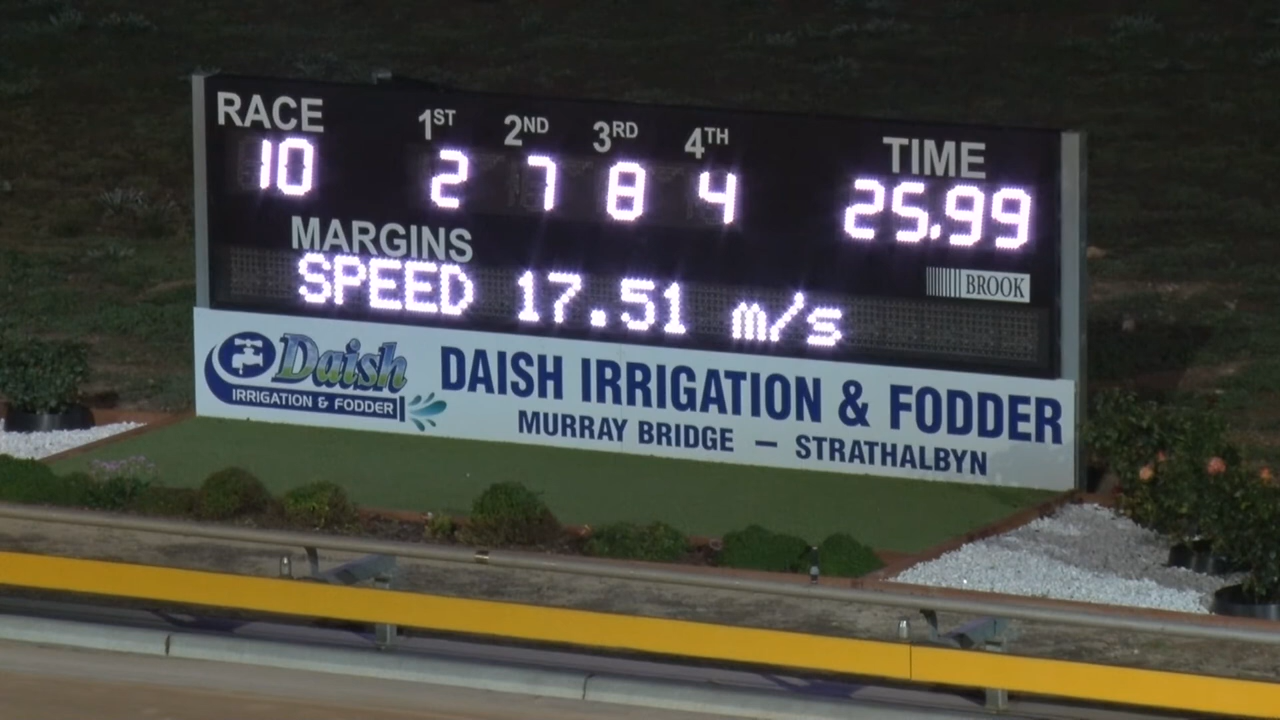 RACE 1ST 2ND 3RD 4TH TIME
10 2 7 8 4 25.99
MARGINS
SPEED 17.51 m/s
BROOK
Daish
IRRIGATION & FODDER
DAISH IRRIGATION & FODDER
MURRAY BRIDGE — STRATHALBYN